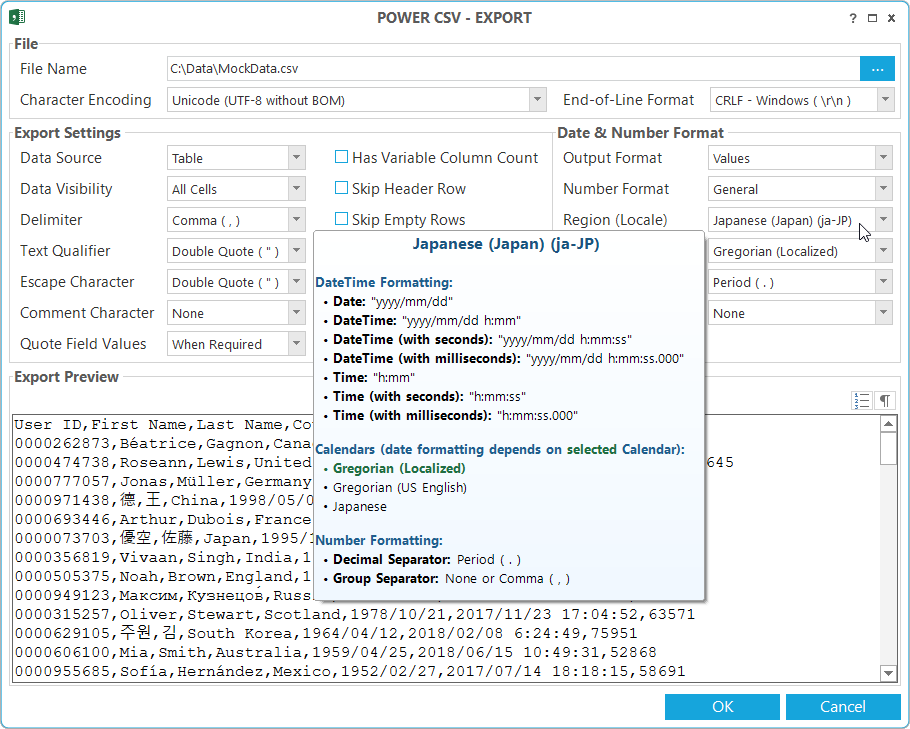 POWER CSV - EXPORT
?
File
File Name
C:\Data\MockData.csv
...
Character Encoding
Unicode (UTF-8 without BOM)
End-of-Line Format
CRLF - Windows ( \r\n )
Export Settings
Data Source
Table
Data Visibility
All Cells
Delimiter
Comma ( , )
Text Qualifier
Double Quote ( " )
Escape Character
Double Quote ( " )
Comment Character
None
Quote Field Values
When Required
Has Variable Column Count
Skip Header Row
Skip Empty Rows
Date & Number Format
Output Format
Values
Number Format
General
Region (Locale)
Japanese (Japan) (ja-JP)
Gregorian (Localized)
Period ( . )
None
Japanese (Japan) (ja-JP)
DateTime Formatting:
• Date: "yyyy/mm/dd"
• DateTime: "yyyy/mm/dd h:mm"
• DateTime (with seconds): "yyyy/mm/dd h:mm:ss"
• DateTime (with milliseconds): "yyyy/mm/dd h:mm:ss.000"
• Time: "h:mm"
• Time (with seconds): "h:mm:ss"
• Time (with milliseconds): "h:mm:ss.000"
Calendars (date formatting depends on selected Calendar):
• Gregorian (Localized)
• Gregorian (US English)
• Japanese
Number Formatting:
• Decimal Separator: Period ( . )
• Group Separator: None or Comma ( , )
Export Preview
1 2 3
¶
User ID,First Name,Last Name,Co
0000262873,Béatrice,Gagnon,Cana
0000474738,Roseann,Lewis,United 645
0000777057,Jonas,Müller,Germany
0000971438,德,王,China,1998/05/0
0000693446,Arthur,Dubois,France
0000073703,優空,佐藤,Japan,1995/1
0000356819,Vivaan,Singh,India,1
0000505375,Noah,Brown,England,1
0000949123,Максим,Кузнецо́в,Russ
0000315257,Oliver,Stewart,Scotland,1978/10/21,2017/11/23 17:04:52,63571
0000629105,주원,김,South Korea,1964/04/12,2018/02/08 6:24:49,75951
0000606100,Mia,Smith,Australia,1959/04/25,2018/06/15 10:49:31,52868
0000955685,Sofía,Hernández,Mexico,1952/02/27,2017/07/14 18:18:15,58691
OK
Cancel